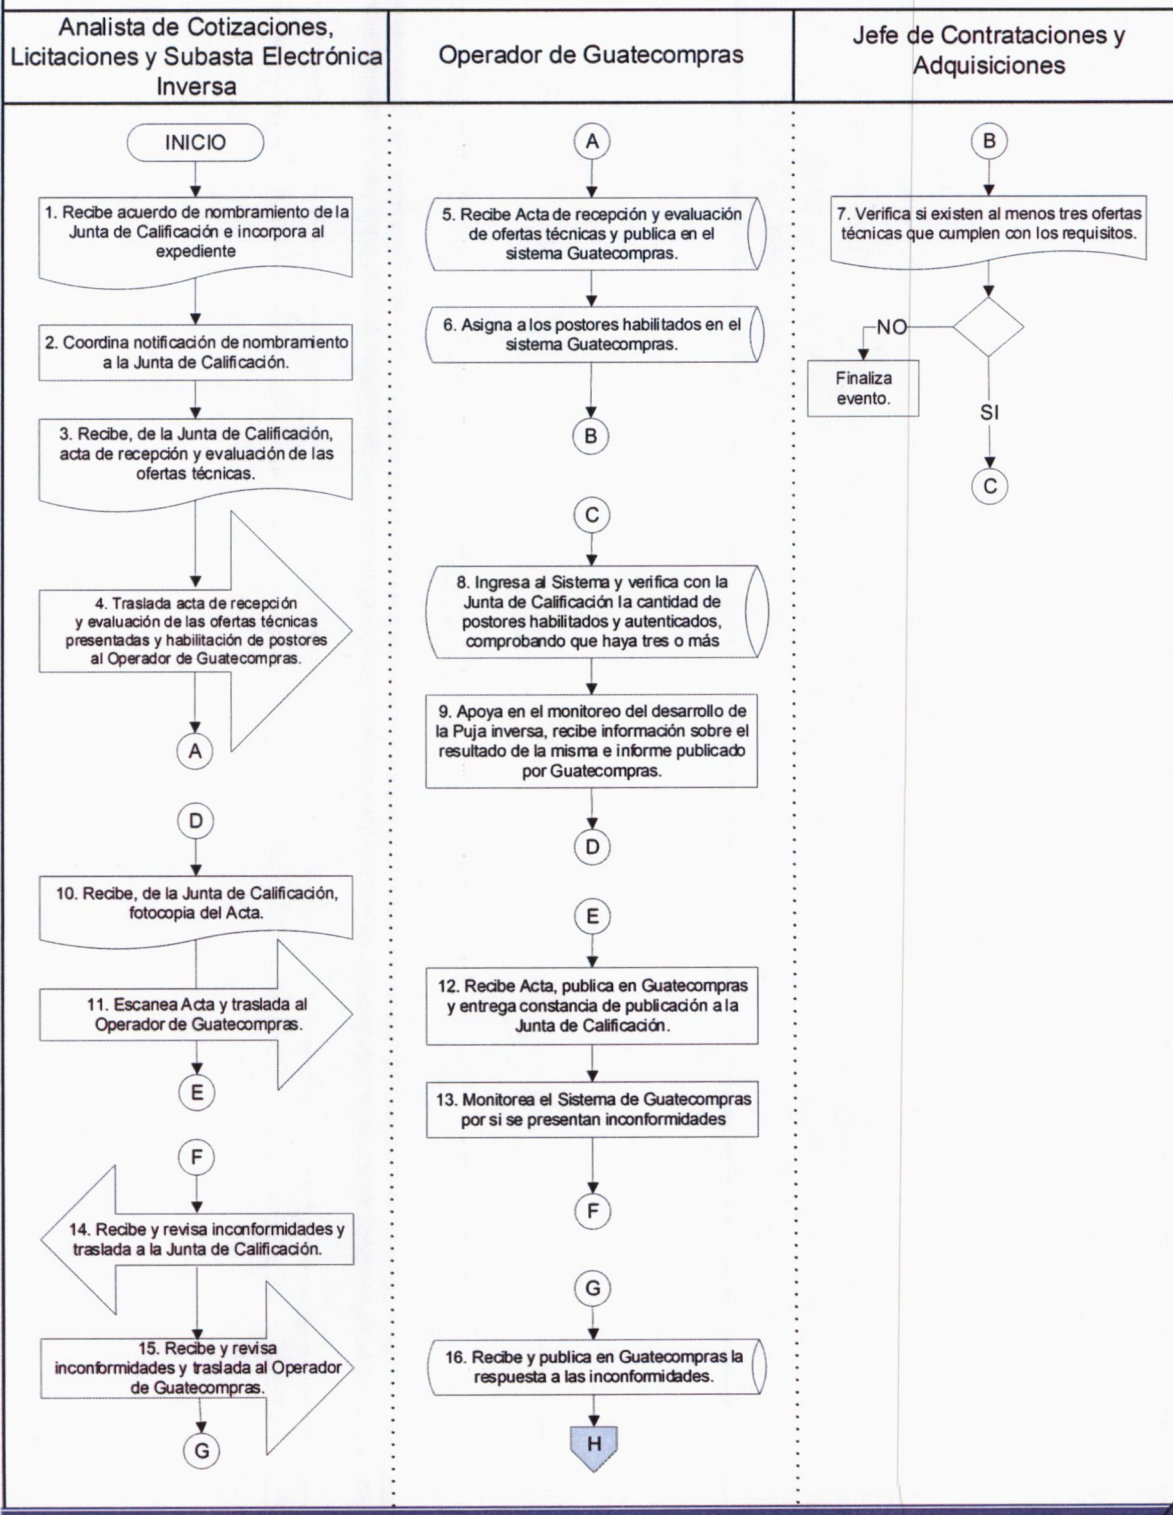 Analista de Cotizaciones,
Licitaciones y Subasta Electrónica
Inversa
Operador de Guatecompras
Jefe de Contrataciones y
Adquisiciones
INICIO
1. Recibe acuerdo de nombramiento de la
Junta de Calificación e incorpora al
expediente
2. Coordina notificación de nombramiento
a la Junta de Calificación.
3. Recibe, de la Junta de Calificación,
acta de recepción y evaluación de las
ofertas técnicas.
4. Traslada acta de recepción
y evaluación de las ofertas técnicas
presentadas y habilitación de postores
al Operador de Guatecompras.
A
D
10. Recibe, de la Junta de Calificación,
fotocopia del Acta.
11. Escanea Acta y traslada al
Operador de Guatecompras.
E
F
14. Recibe y revisa inconformidades y
traslada a la Junta de Calificación.
15. Recibe y revisa
inconformidades y traslada al Operador
de Guatecompras.
G
A
5. Recibe Acta de recepción y evaluación
de ofertas técnicas y publica en el
sistema Guatecompras.
6. Asigna a los postores habilitados en el
sistema Guatecompras.
B
C
8. Ingresa al Sistema y verifica con la
Junta de Calificación la cantidad de
postores habilitados y autenticados,
comprobando que haya tres o más
9. Apoya en el monitoreo del desarrollo de
la Puja inversa, recibe información sobre el
resultado de la misma e informe publicado
por Guatecompras.
D
E
12. Recibe Acta, publica en Guatecompras
y entrega constancia de publicación a la
Junta de Calificación.
13. Monitorea el Sistema de Guatecompras
por si se presentan inconformidades
F
G
16. Recibe y publica en Guatecompras la
respuesta a las inconformidades.
H
B
7. Verifica si existen al menos tres ofertas
técnicas que cumplen con los requisitos.
NO
Finaliza
evento.
SI
C